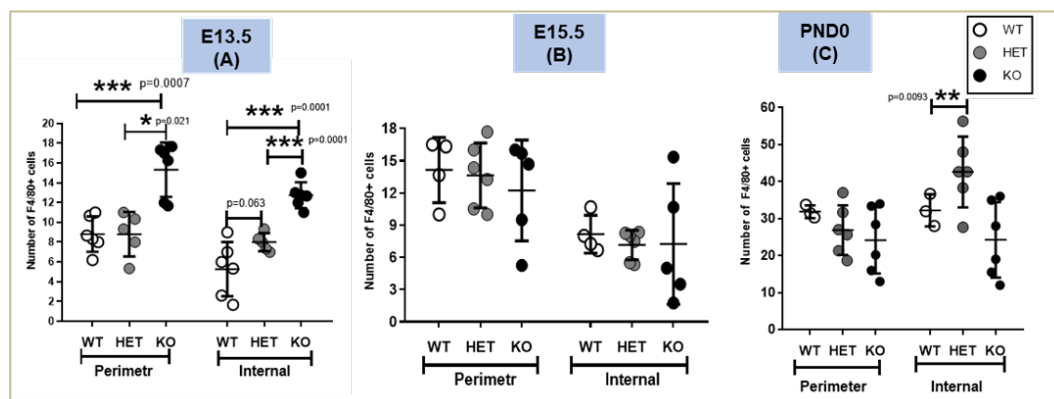 E13.5
(A)
*** p=0.0007
* p=0.021
*** p=0.0001
*** p=0.0001
p=0.063
Number of F4/80+ cells
20
18
16
14
12
10
8
6
4
2
0
WT HET KO WT HET KO
Perimetr Internal
E15.5
(B)
Number of F4/80+ cells
18
15
12
9
6
3
0
WT HET KO WT HET KO
Perimetr Internal
PND0
(C)
WT
HET
KO
p=0.0093 **
Number of F4/80+ cells
60
50
40
30
20
10
0
WT HET KO WT HET KO
Perimeter Internal